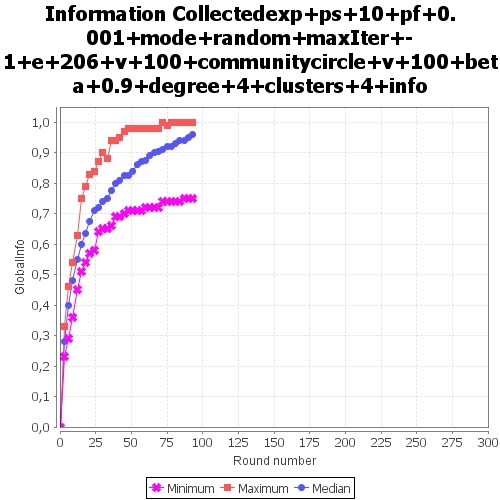 Information Collectedexp+ps+10+pf+0.
001+mode+random+maxIter+-
1+e+206+v+100+communitycircle+v+100+bet
a+0.9+degree+4+clusters+4+info
1,0
0,9
0,8
0,7
0,6
0,5
0,4
0,3
0,2
0,1
0,0
GlobalInfo
0 25 50 75 100 125 150 175 200 225 250 275 300
Round number
Minimum Maximum Median